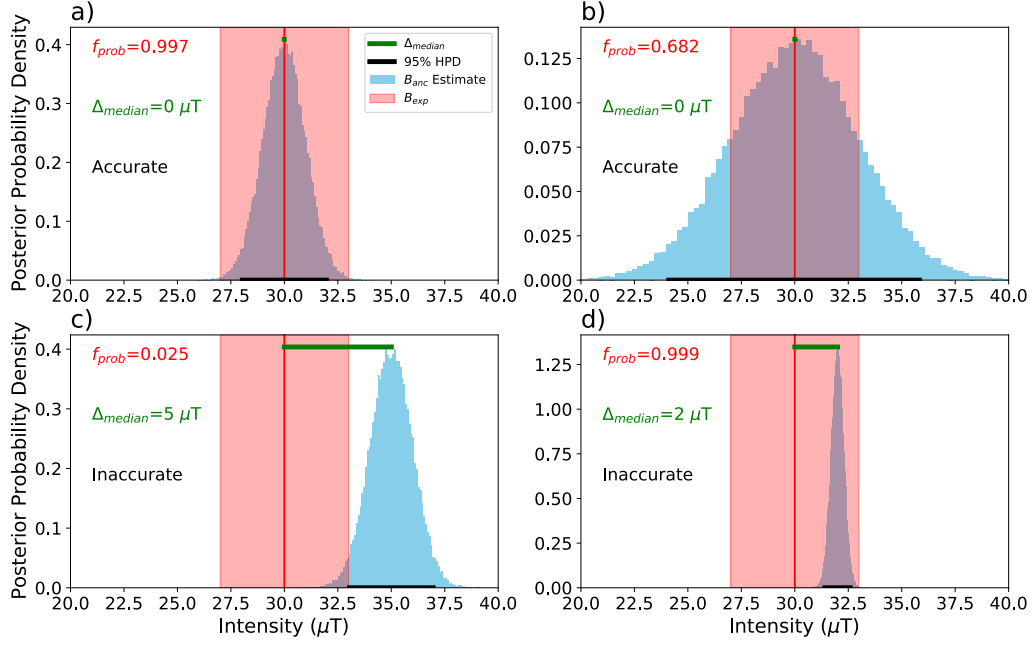 a)
f_prob=0.997
Δ_median=0 μT
Accurate
Δ_median
95% HPD
B_anc Estimate
B_exp
Posterior Probability Density
0.4
0.3
0.2
0.1
0.0
20.0 22.5 25.0 27.5 30.0 32.5 35.0 37.5 40.0
b)
f_prob=0.682
Δ_median=0 μT
Accurate
0.125
0.100
0.075
0.050
0.025
0.000
20.0 22.5 25.0 27.5 30.0 32.5 35.0 37.5 40.0
c)
f_prob=0.025
Δ_median=5 μT
Inaccurate
Posterior Probability Density
0.4
0.3
0.2
0.1
0.0
20.0 22.5 25.0 27.5 30.0 32.5 35.0 37.5 40.0
Intensity (μT)
d)
f_prob=0.999
Δ_median=2 μT
Inaccurate
1.25
1.00
0.75
0.50
0.25
0.00
20.0 22.5 25.0 27.5 30.0 32.5 35.0 37.5 40.0
Intensity (μT)